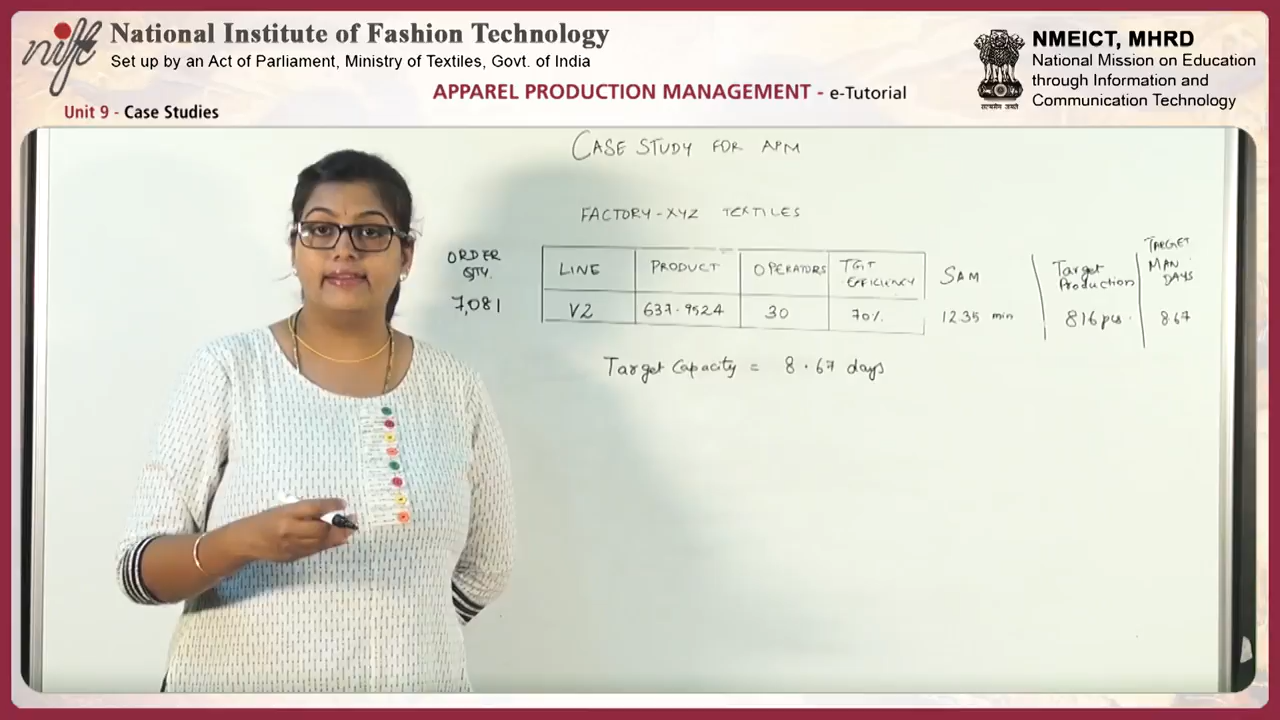 nift
National Institute of Fashion Technology
Set up by an Act of Parliament, Ministry of Textiles, Govt. of India
NMEICT, MHRD
National Mission on Education
through Information and
Communication Technology
सत्यमेव जयते
APPAREL PRODUCTION MANAGEMENT - e-Tutorial
Unit 9 - Case Studies
CASE STUDY FOR APM
FACTORY - XYZ TEXTILES
ORDER QTY. LINE PRODUCT OPERATORS TGT EFFICIENCY SAM Target Production TARGET MAN DAYS
7,081 V2 637-9524 30 70% 12.35 min 816 pcs. 8.67
Target Capacity = 8.67 days